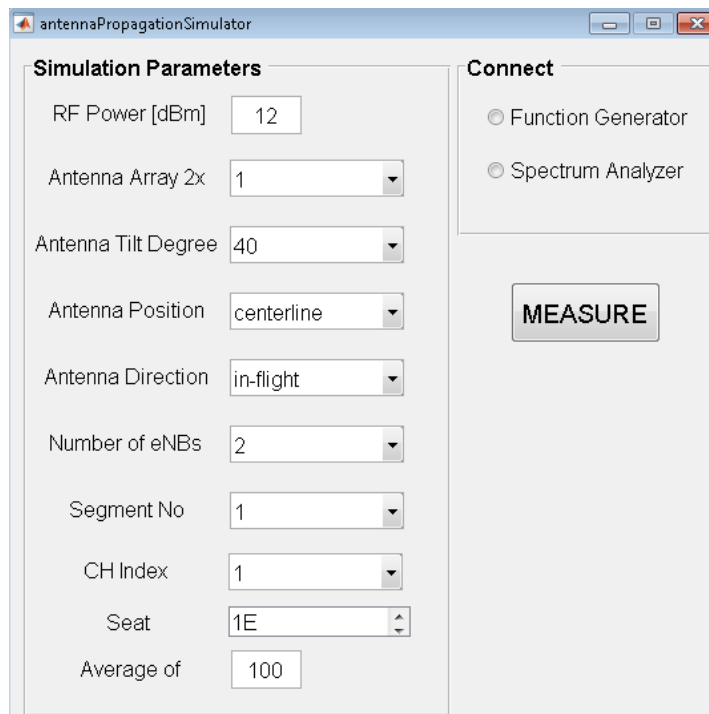 antennaPropagationSimulator
Simulation Parameters
RF Power [dBm] 12
Antenna Array 2x 1
Antenna Tilt Degree 40
Antenna Position centerline
Antenna Direction in-flight
Number of eNBs 2
Segment No 1
CH Index 1
Seat 1E
Average of 100
Connect
Function Generator
Spectrum Analyzer
MEASURE